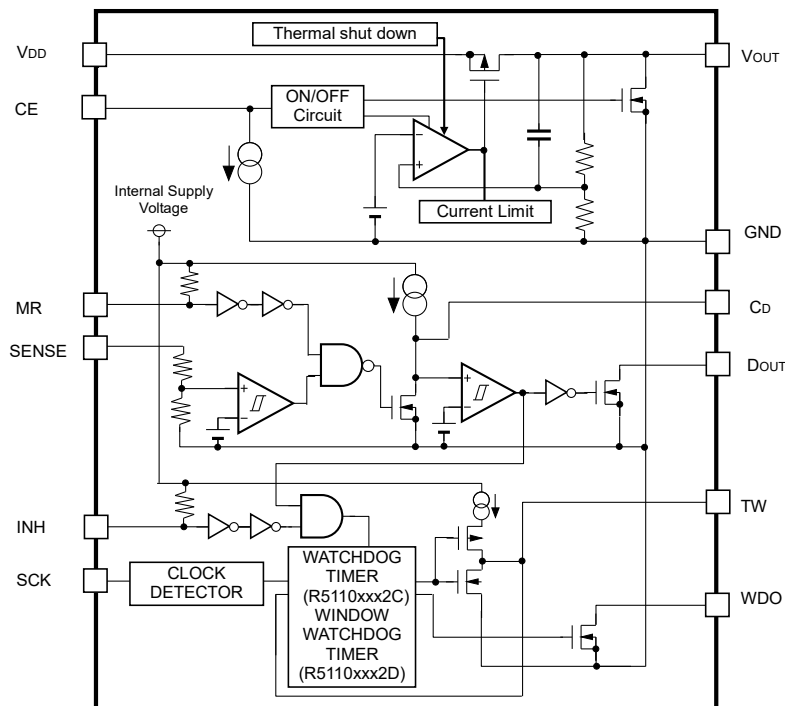 Thermal shut down
VDD
VOUT
CE
ON/OFF
Circuit
−
+
Internal Supply
Voltage
Current Limit
GND
MR
CD
SENSE
DOUT
+
−
+
−
INH
TW
SCK
CLOCK
DETECTOR
WATCHDOG
TIMER
(R5110xxx2C)
WINDOW
WATCHDOG
TIMER
(R5110xxx2D)
WDO